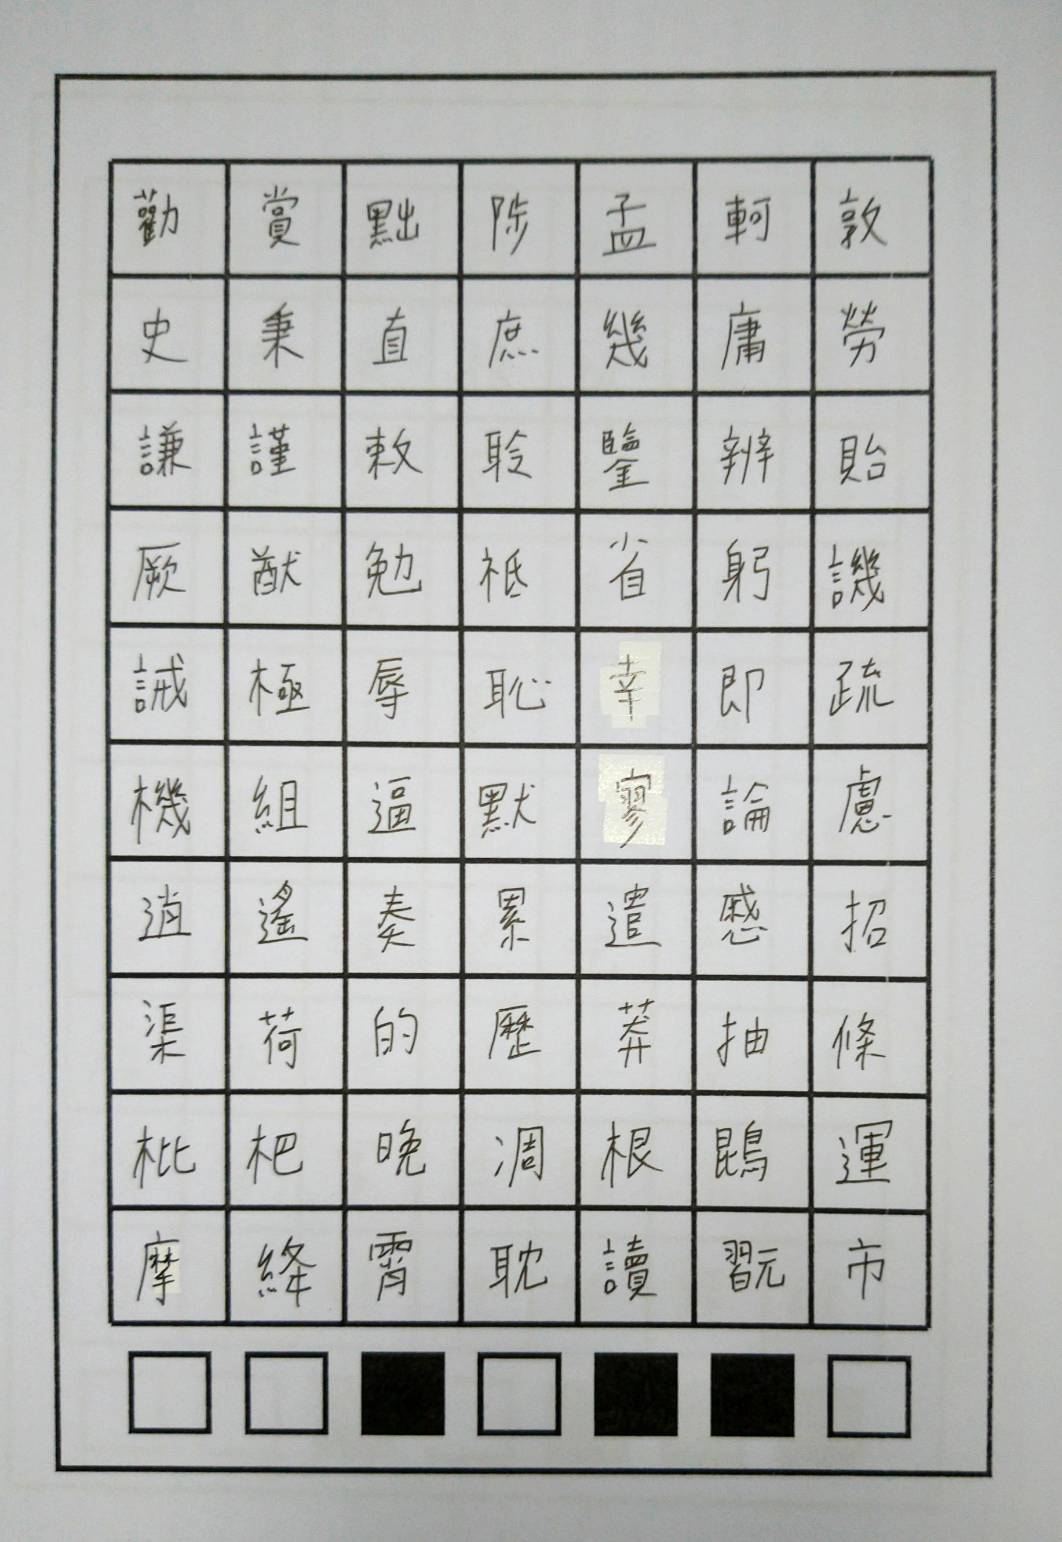 勸賞黜陟孟軻敦
史秉直庶幾庸勞
謙謹敕聆鑒辨貽
厥猷勉祗省躬譏
誡極辱恥幸即疏
機組逼默寥論慮
逍遙奏累遣慼招
渠荷的歷莽抽條
枇杷晚凋根鵾運
摩絳霄耽讀翫市